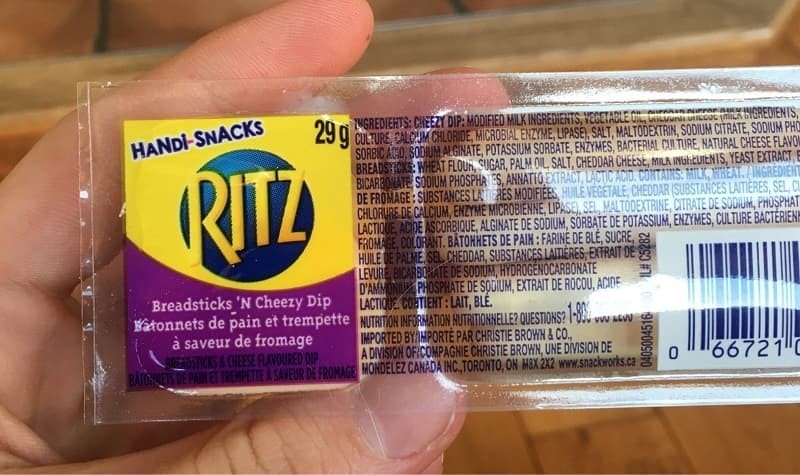 HANDI-SNACKS
29 g
RITZ
Breadsticks 'N Cheezy Dip
Bâtonnets de pain et trempette
à saveur de fromage
BREADSTICKS & CHEESE FLAVOURED DIP
BÂTONNETS DE PAIN ET TREMPETTE À SAVEUR DE FROMAGE
INGREDIENTS: CHEEZY DIP: MODIFIED MILK INGREDIENTS, VEGETABLE OIL, CHEDDAR CHEESE (MILK INGREDIENTS,
CULTURE, CALCIUM CHLORIDE, MICROBIAL ENZYME, LIPASE), SALT, MALTODEXTRIN, SODIUM CITRATE, SODIUM PHO
SORBIC ACID, SODIUM ALGINATE, POTASSIUM SORBATE, ENZYMES, BACTERIAL CULTURE, NATURAL CHEESE FLAVO
BREADSTICKS: WHEAT FLOUR, SUGAR, PALM OIL, SALT, CHEDDAR CHEESE, MILK INGREDIENTS, YEAST EXTRACT,
BICARBONATE, SODIUM PHOSPHATES, ANNATTO EXTRACT, LACTIC ACID. CONTAINS: MILK, WHEAT. / INGRÉDIEN
DE FROMAGE : SUBSTANCES LAITIÈRES MODIFIÉES, HUILE VÉGÉTALE, CHEDDAR (SUBSTANCES LAITIÈRES, SEL,
CHLORURE DE CALCIUM, ENZYME MICROBIENNE, LIPASE), SEL, MALTODEXTRINE, CITRATE DE SODIUM, PHOSPHAT
LACTIQUE, ACIDE ASCORBIQUE, ALGINATE DE SODIUM, SORBATE DE POTASSIUM, ENZYMES, CULTURE BACTÉRIEN
FROMAGE, COLORANT. BÂTONNETS DE PAIN : FARINE DE BLÉ, SUCRE,
HUILE DE PALME, SEL, CHEDDAR, SUBSTANCES LAITIÈRES, EXTRAIT DE
LEVURE, BICARBONATE DE SODIUM, HYDROGÉNOCARBONATE
D'AMMONIUM, PHOSPHATE DE SODIUM, EXTRAIT DE ROCOU, ACIDE
LACTIQUE. CONTIENT : LAIT, BLÉ.
NUTRITION INFORMATION NUTRITIONNELLE? QUESTIONS?
IMPORTED BY/IMPORTÉ PAR CHRISTIE BROWN & CO.,
A DIVISION OF/COMPAGNIE CHRISTIE BROWN, UNE DIVISION DE
MONDELEZ CANADA INC., TORONTO, ON M8X 2X2 www.snackworks.ca
0 66721 0